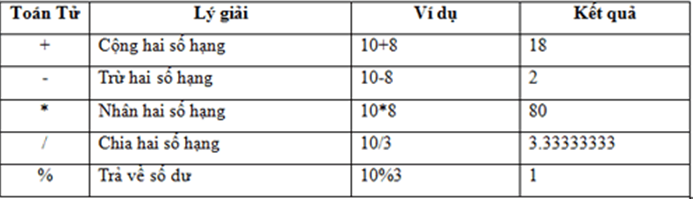 Toán Tử Lý giải Ví dụ Kết quả
+ Cộng hai số hạng 10+8 18
- Trừ hai số hạng 10-8 2
* Nhân hai số hạng 10*8 80
/ Chia hai số hạng 10/3 3.33333333
% Trả về số dư 10%3 1